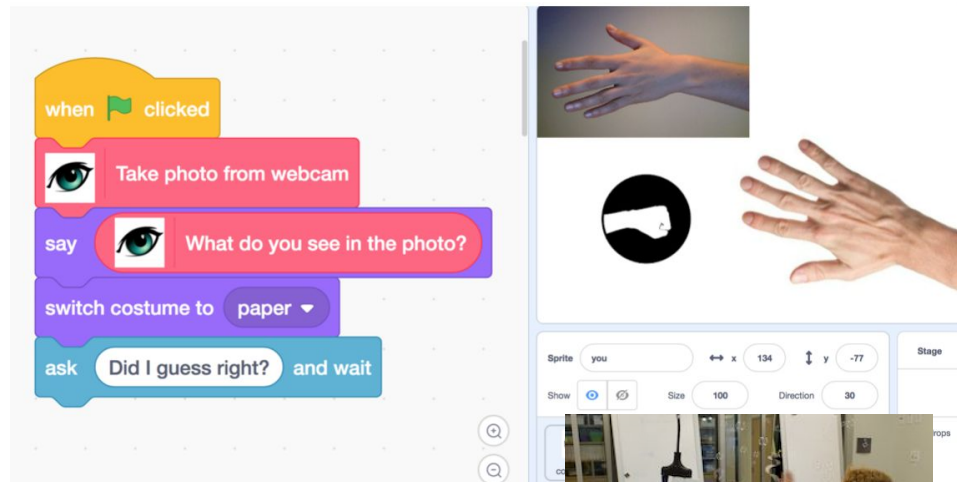 when clicked
Take photo from webcam
say What do you see in the photo?
switch costume to paper
ask Did I guess right? and wait
Sprite you x 134 y -77
Show Size 100 Direction 30
Stage